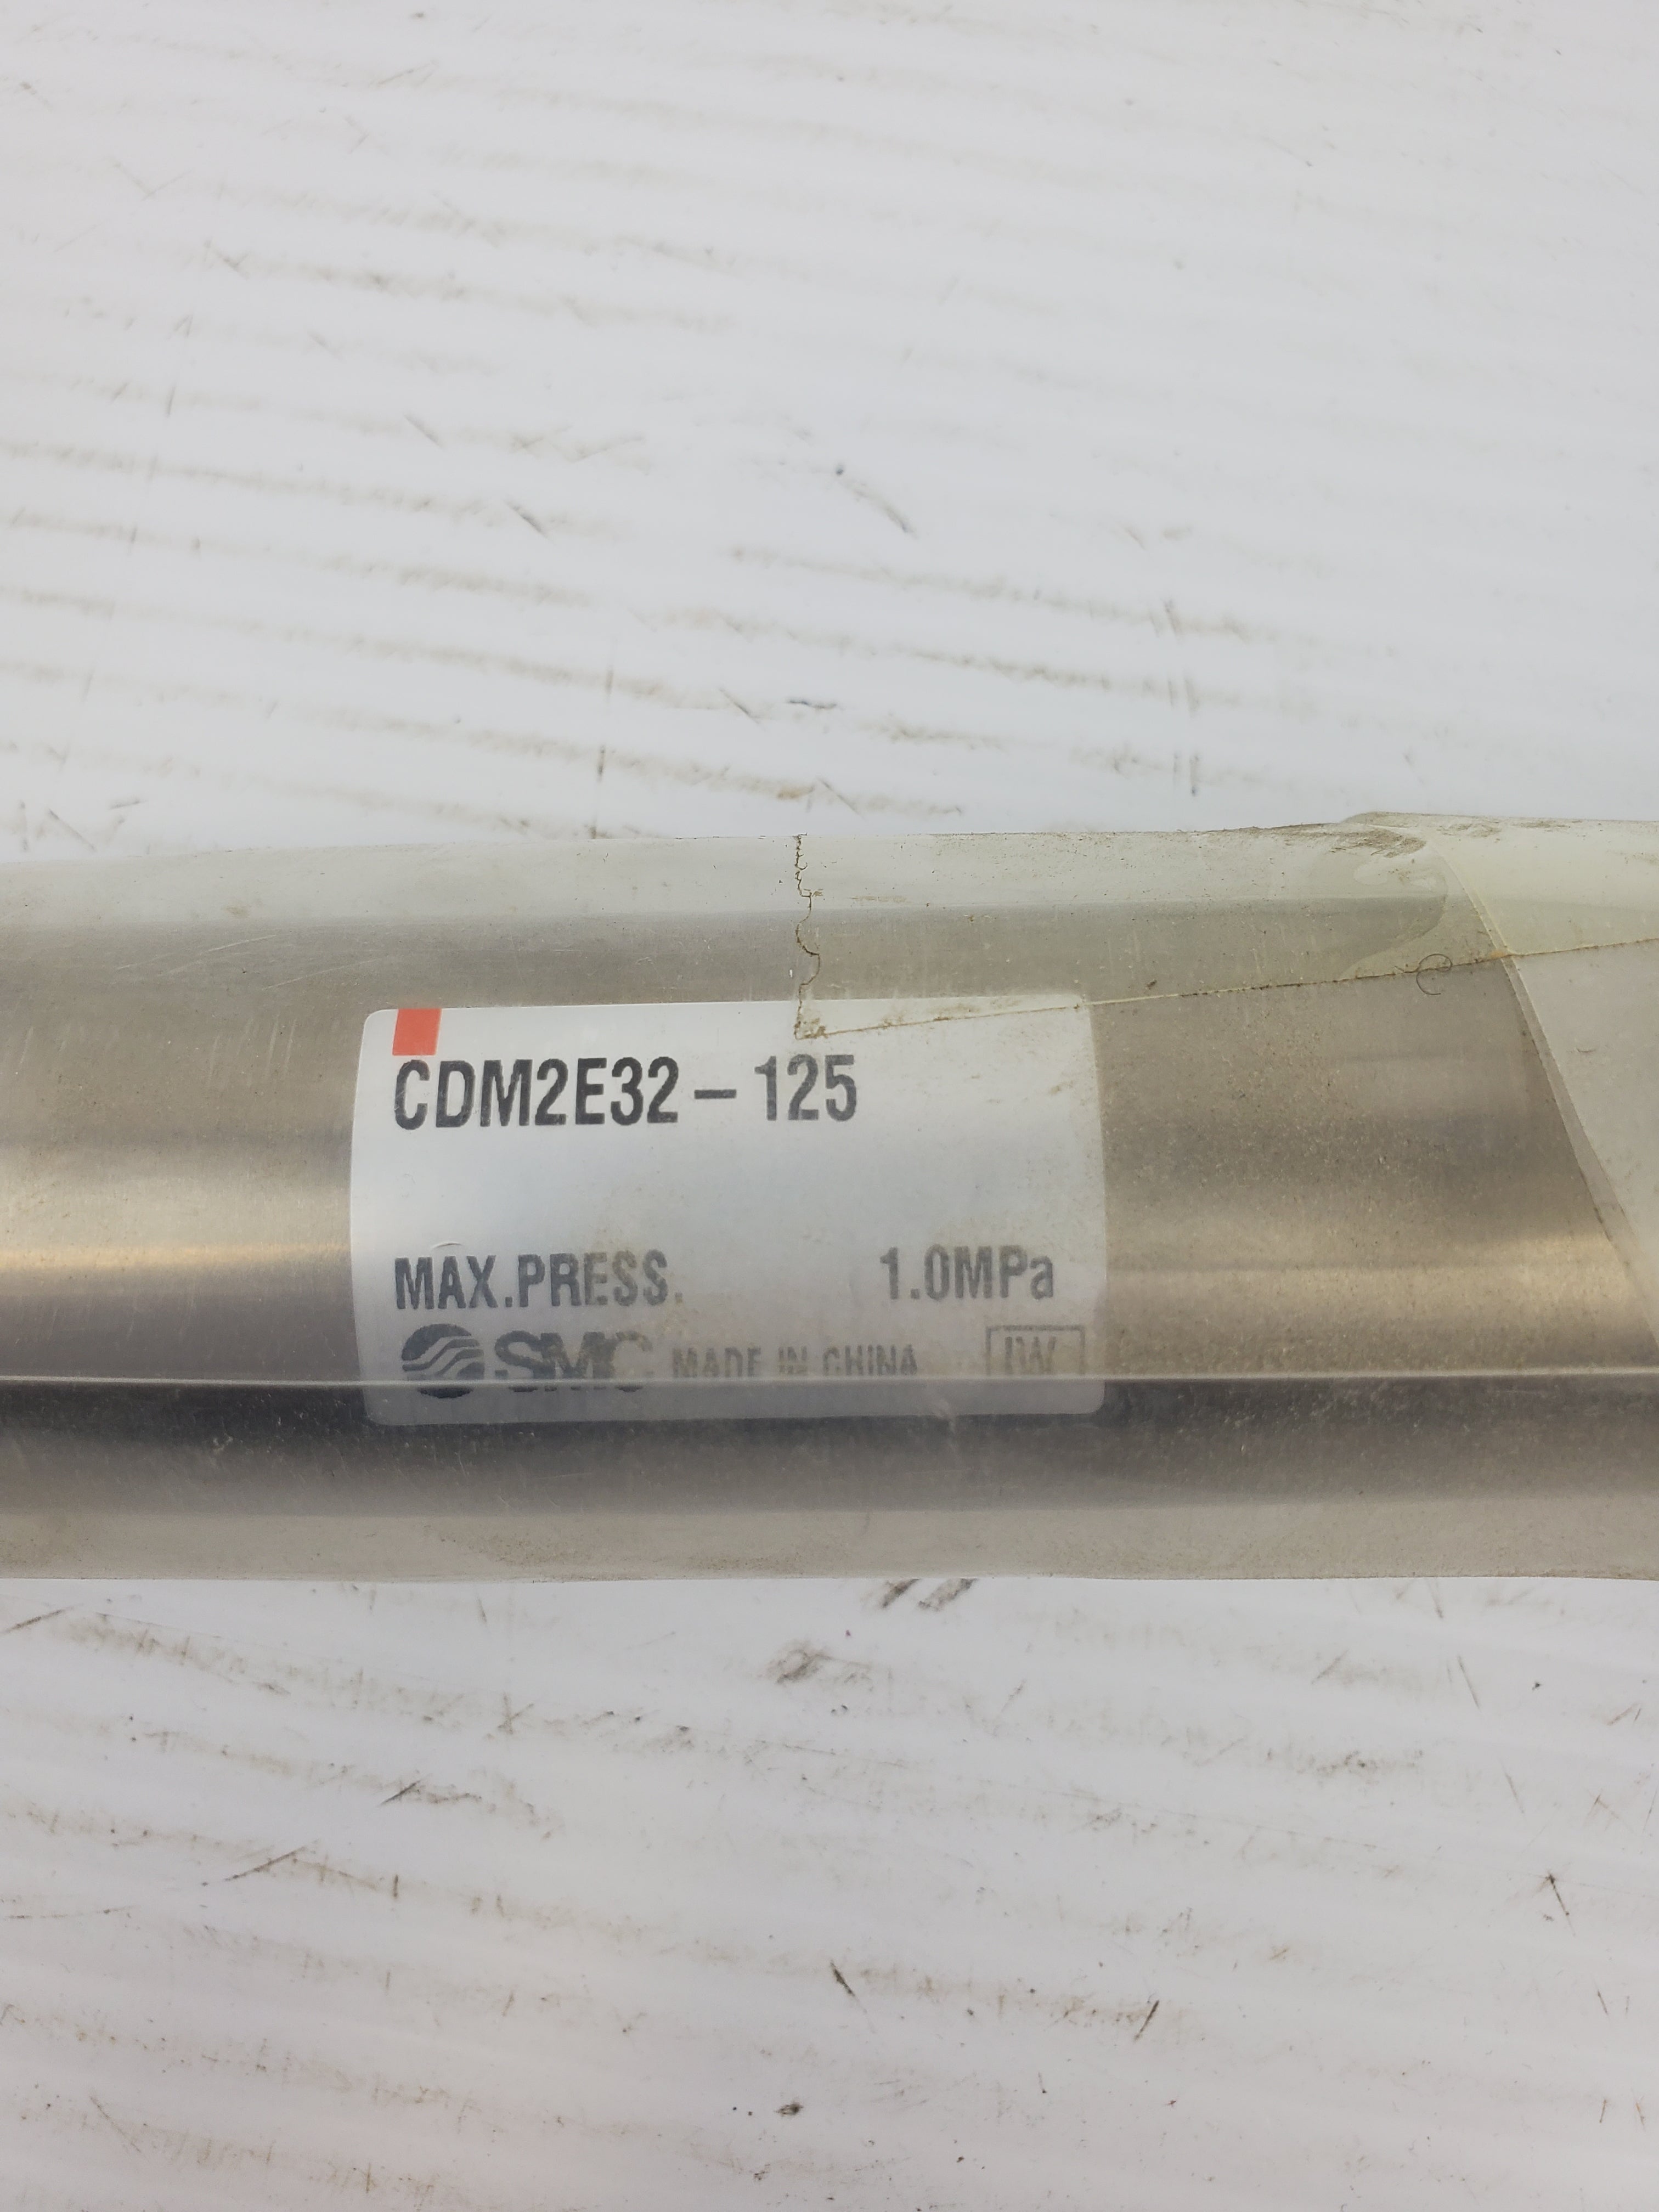 CDM2E32-125
MAX.PRESS. 1.0MPa
SMC MADE IN CHINA